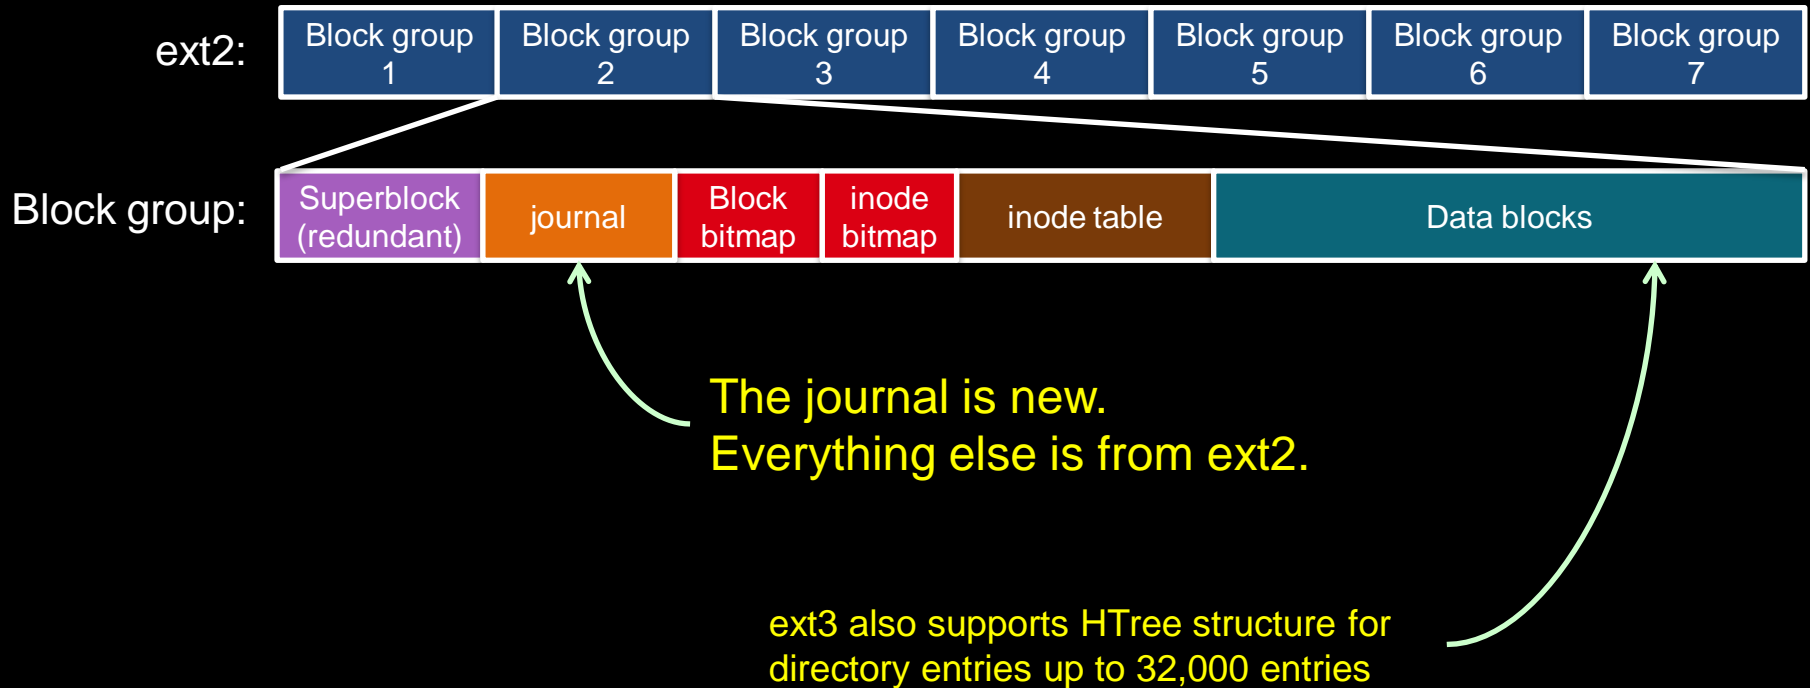 ext2:
Block group
1
Block group
2
Block group
3
Block group
4
Block group
5
Block group
6
Block group
7
Block group:
Superblock
(redundant)
journal
Block
bitmap
inode
bitmap
inode table
Data blocks
The journal is new.
Everything else is from ext2.
ext3 also supports HTree structure for
directory entries up to 32,000 entries